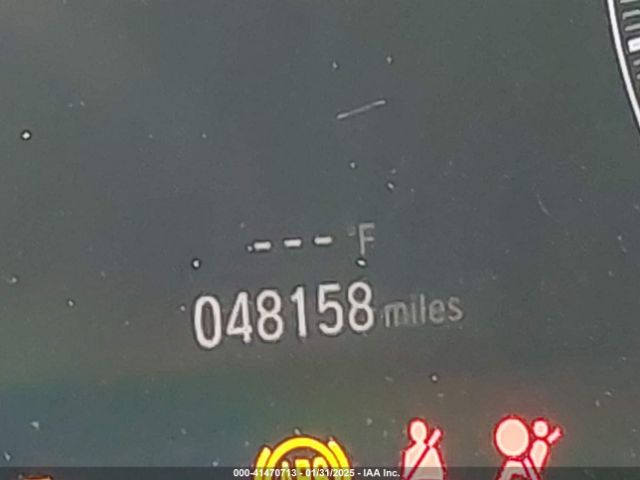 --- °F
048158 miles
000-41470713 - 01/31/2025 - IAA Inc.